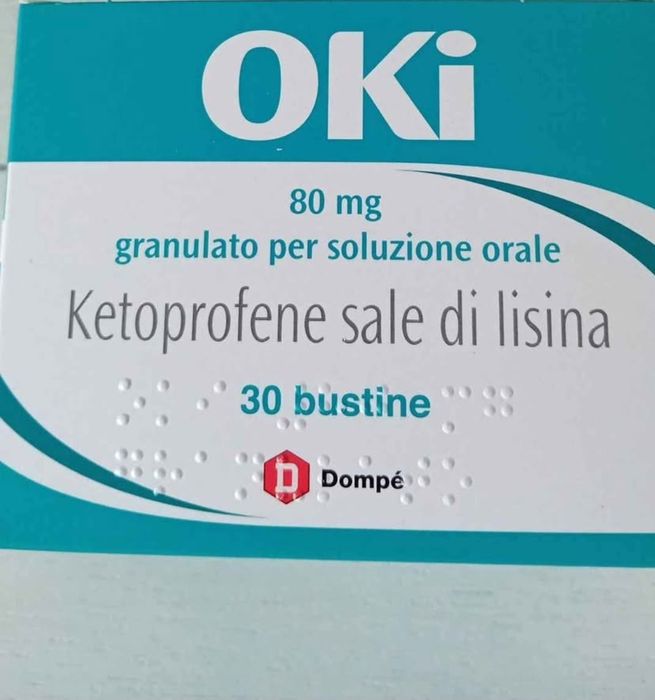 OKi
80 mg
granulato per soluzione orale
Ketoprofene sale di lisina
30 bustine
D Dompé